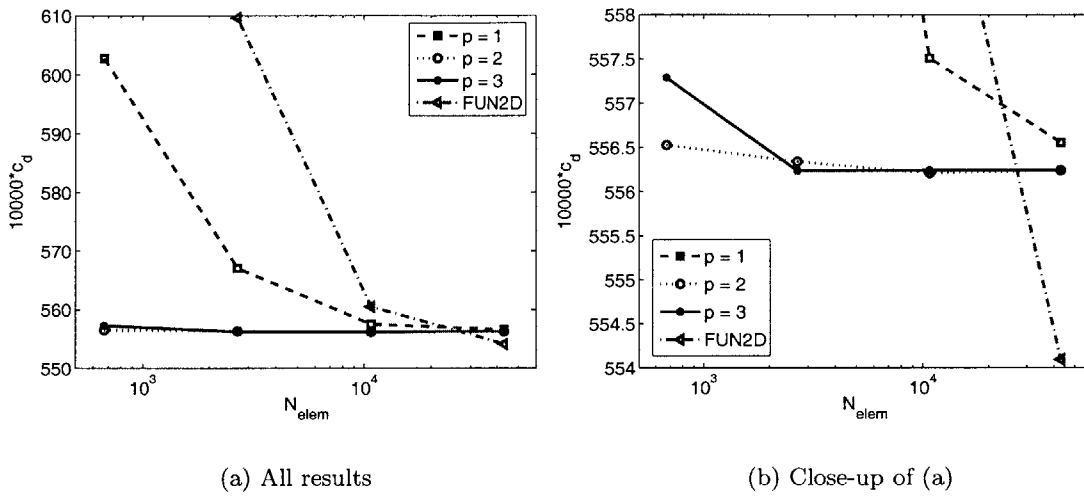 610
600
590
580
570
560
550
10000*c_d
10^3
10^4
N_elem
p = 1
p = 2
p = 3
FUN2D
(a) All results
558
557.5
557
556.5
556
555.5
555
554.5
554
10000*c_d
10^3
10^4
N_elem
p = 1
p = 2
p = 3
FUN2D
(b) Close-up of (a)